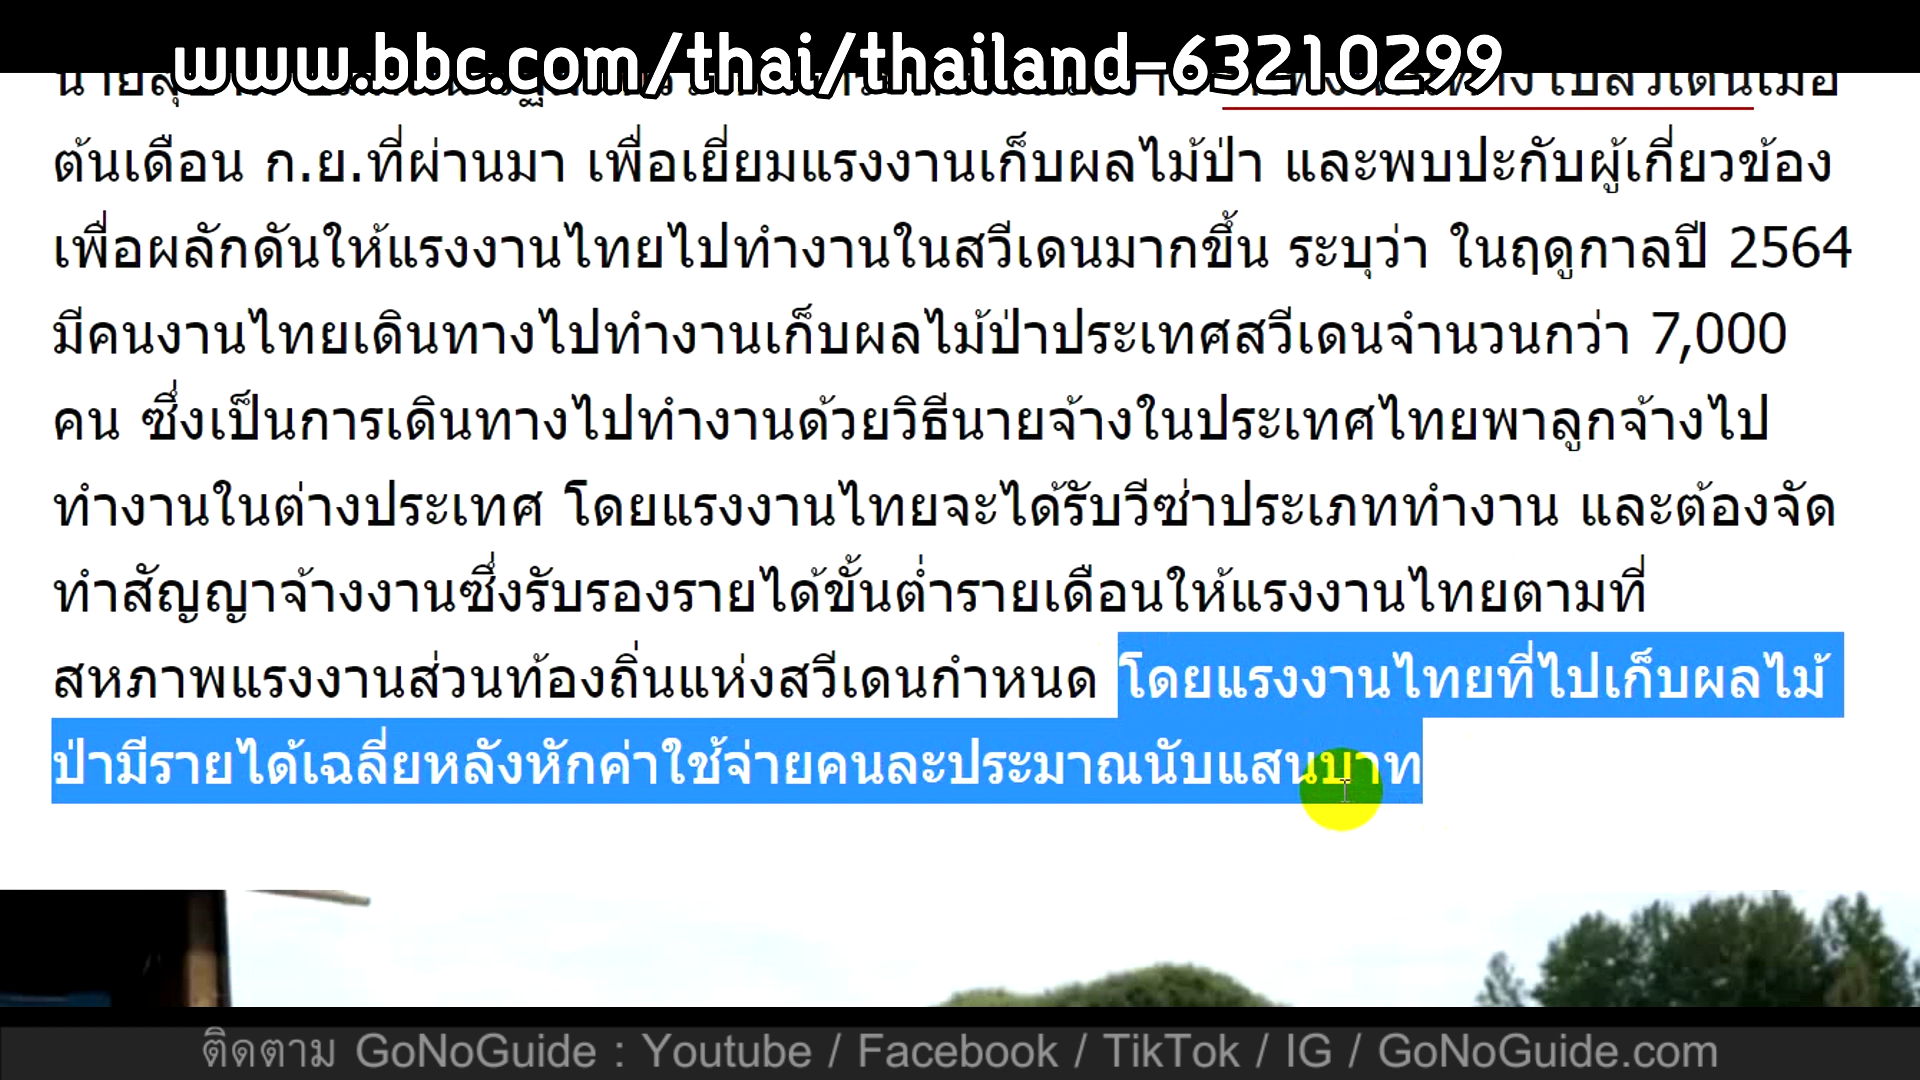 www.bbc.com/thai/thailand-63210299
ต้นเดือน ก.ย.ที่ผ่านมา เพื่อเยี่ยมแรงงานเก็บผลไม้ป่า และพบปะกับผู้เกี่ยวข้อง
เพื่อผลักดันให้แรงงานไทยไปทำงานในสวีเดนมากขึ้น ระบุว่า ในฤดูกาลปี 2564
มีคนงานไทยเดินทางไปทำงานเก็บผลไม้ป่าประเทศสวีเดนจำนวนกว่า 7,000
คน ซึ่งเป็นการเดินทางไปทำงานด้วยวิธีนายจ้างในประเทศไทยพาลูกจ้างไป
ทำงานในต่างประเทศ โดยแรงงานไทยจะได้รับวีซ่าประเภททำงาน และต้องจัด
ทำสัญญาจ้างงานซึ่งรับรองรายได้ขั้นต่ำรายเดือนให้แรงงานไทยตามที่
สหภาพแรงงานส่วนท้องถิ่นแห่งสวีเดนกำหนด โดยแรงงานไทยที่ไปเก็บผลไม้
ป่ามีรายได้เฉลี่ยหลังหักค่าใช้จ่ายคนละประมาณนับแสนบาท
ติดตาม GoNoGuide : Youtube / Facebook / TikTok / IG / GoNoGuide.com